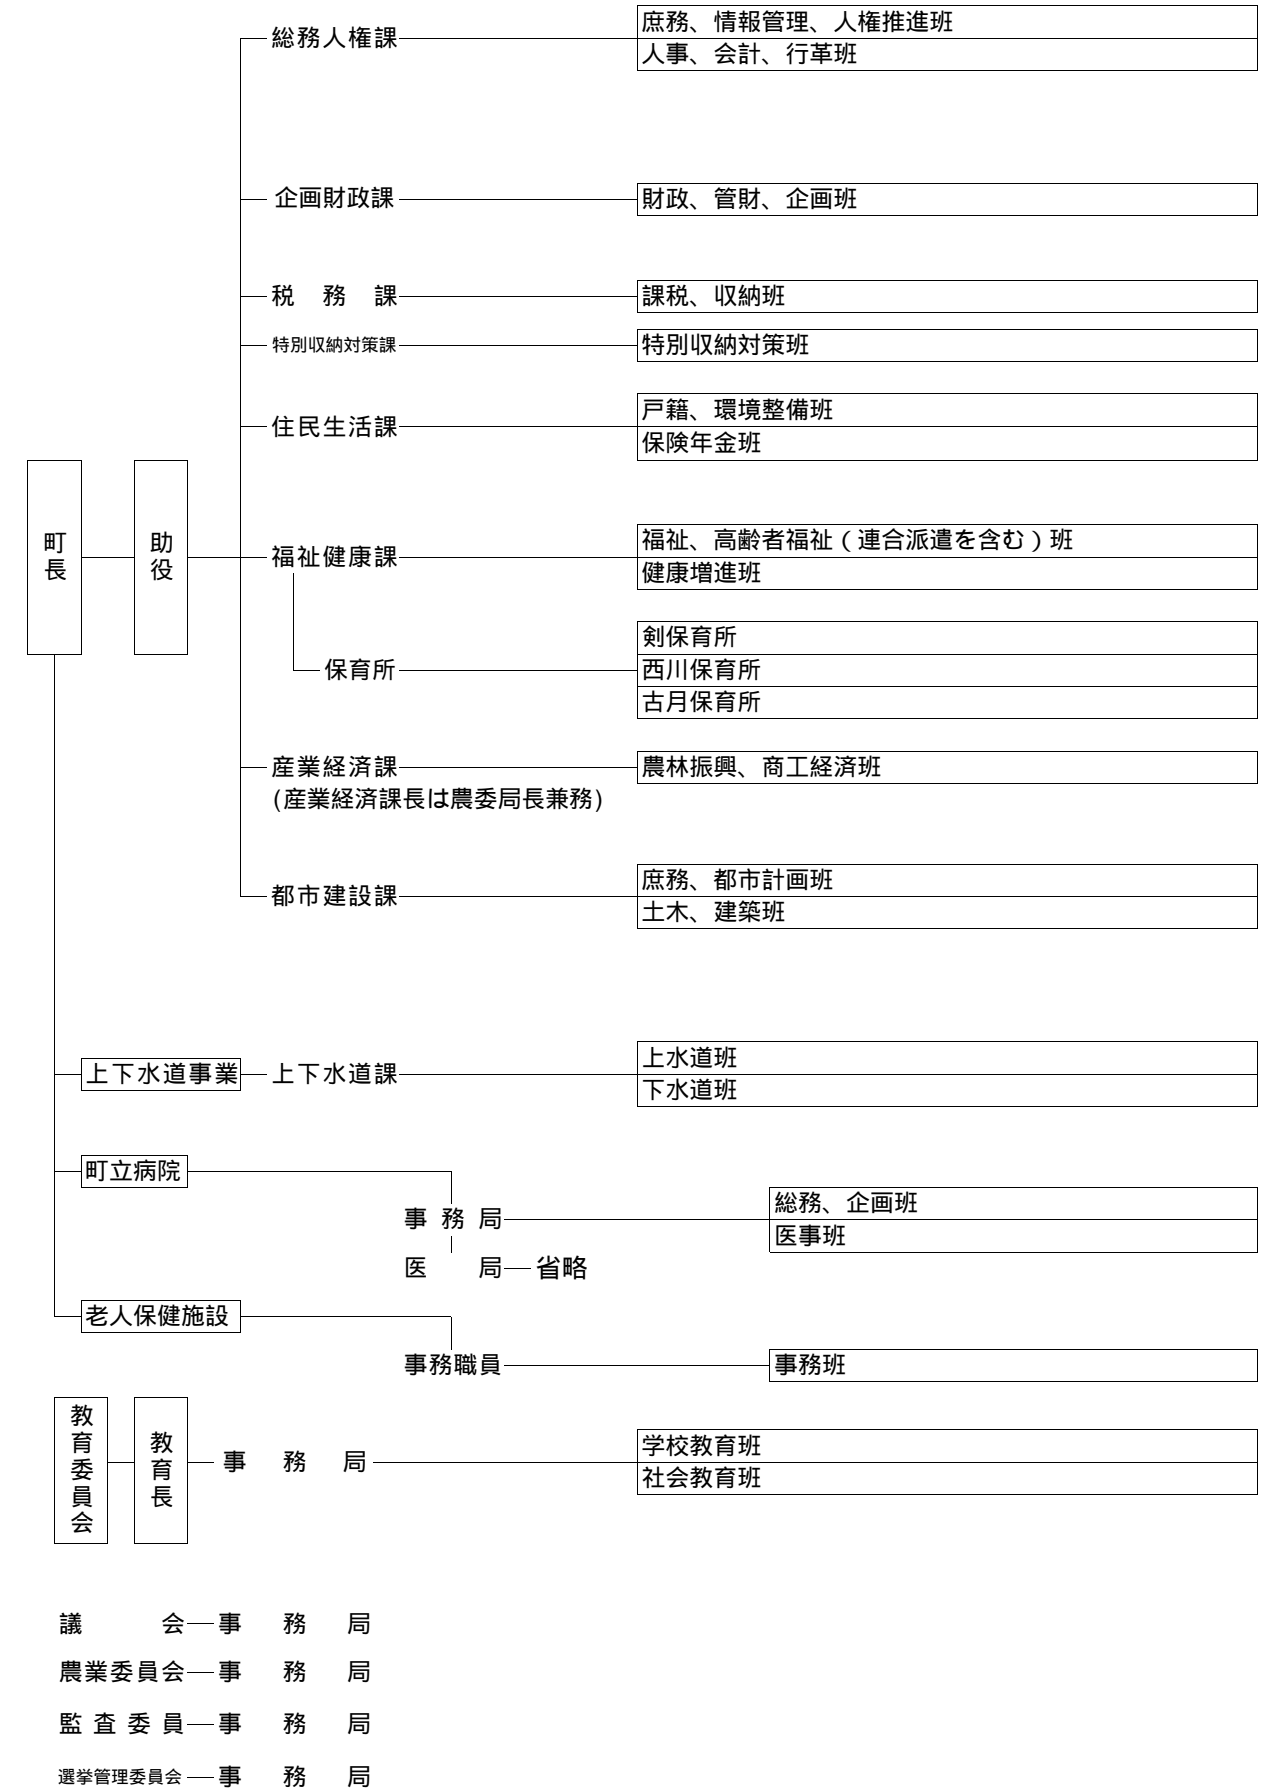 総務人権課
庶務、情報管理、人権推進班
人事、会計、行革班
企画財政課
財政、管財、企画班
税務課
課税、収納班
特別収納対策課
特別収納対策班
住民生活課
戸籍、環境整備班
保険年金班
町長
助役
福祉健康課
福祉、高齢者福祉(連合派遣を含む)班
健康増進班
保育所
剣保育所
西川保育所
古月保育所
産業経済課
(産業経済課長は農委局長兼務)
農林振興、商工経済班
都市建設課
庶務、都市計画班
土木、建築班
上下水道事業
上下水道課
上水道班
下水道班
町立病院
事務局
総務、企画班
医事班
医局
省略
老人保健施設
事務職員
事務班
教育委員会
教育長
事務局
学校教育班
社会教育班
議会
事務局
農業委員会
事務局
監査委員
事務局
選挙管理委員会
事務局